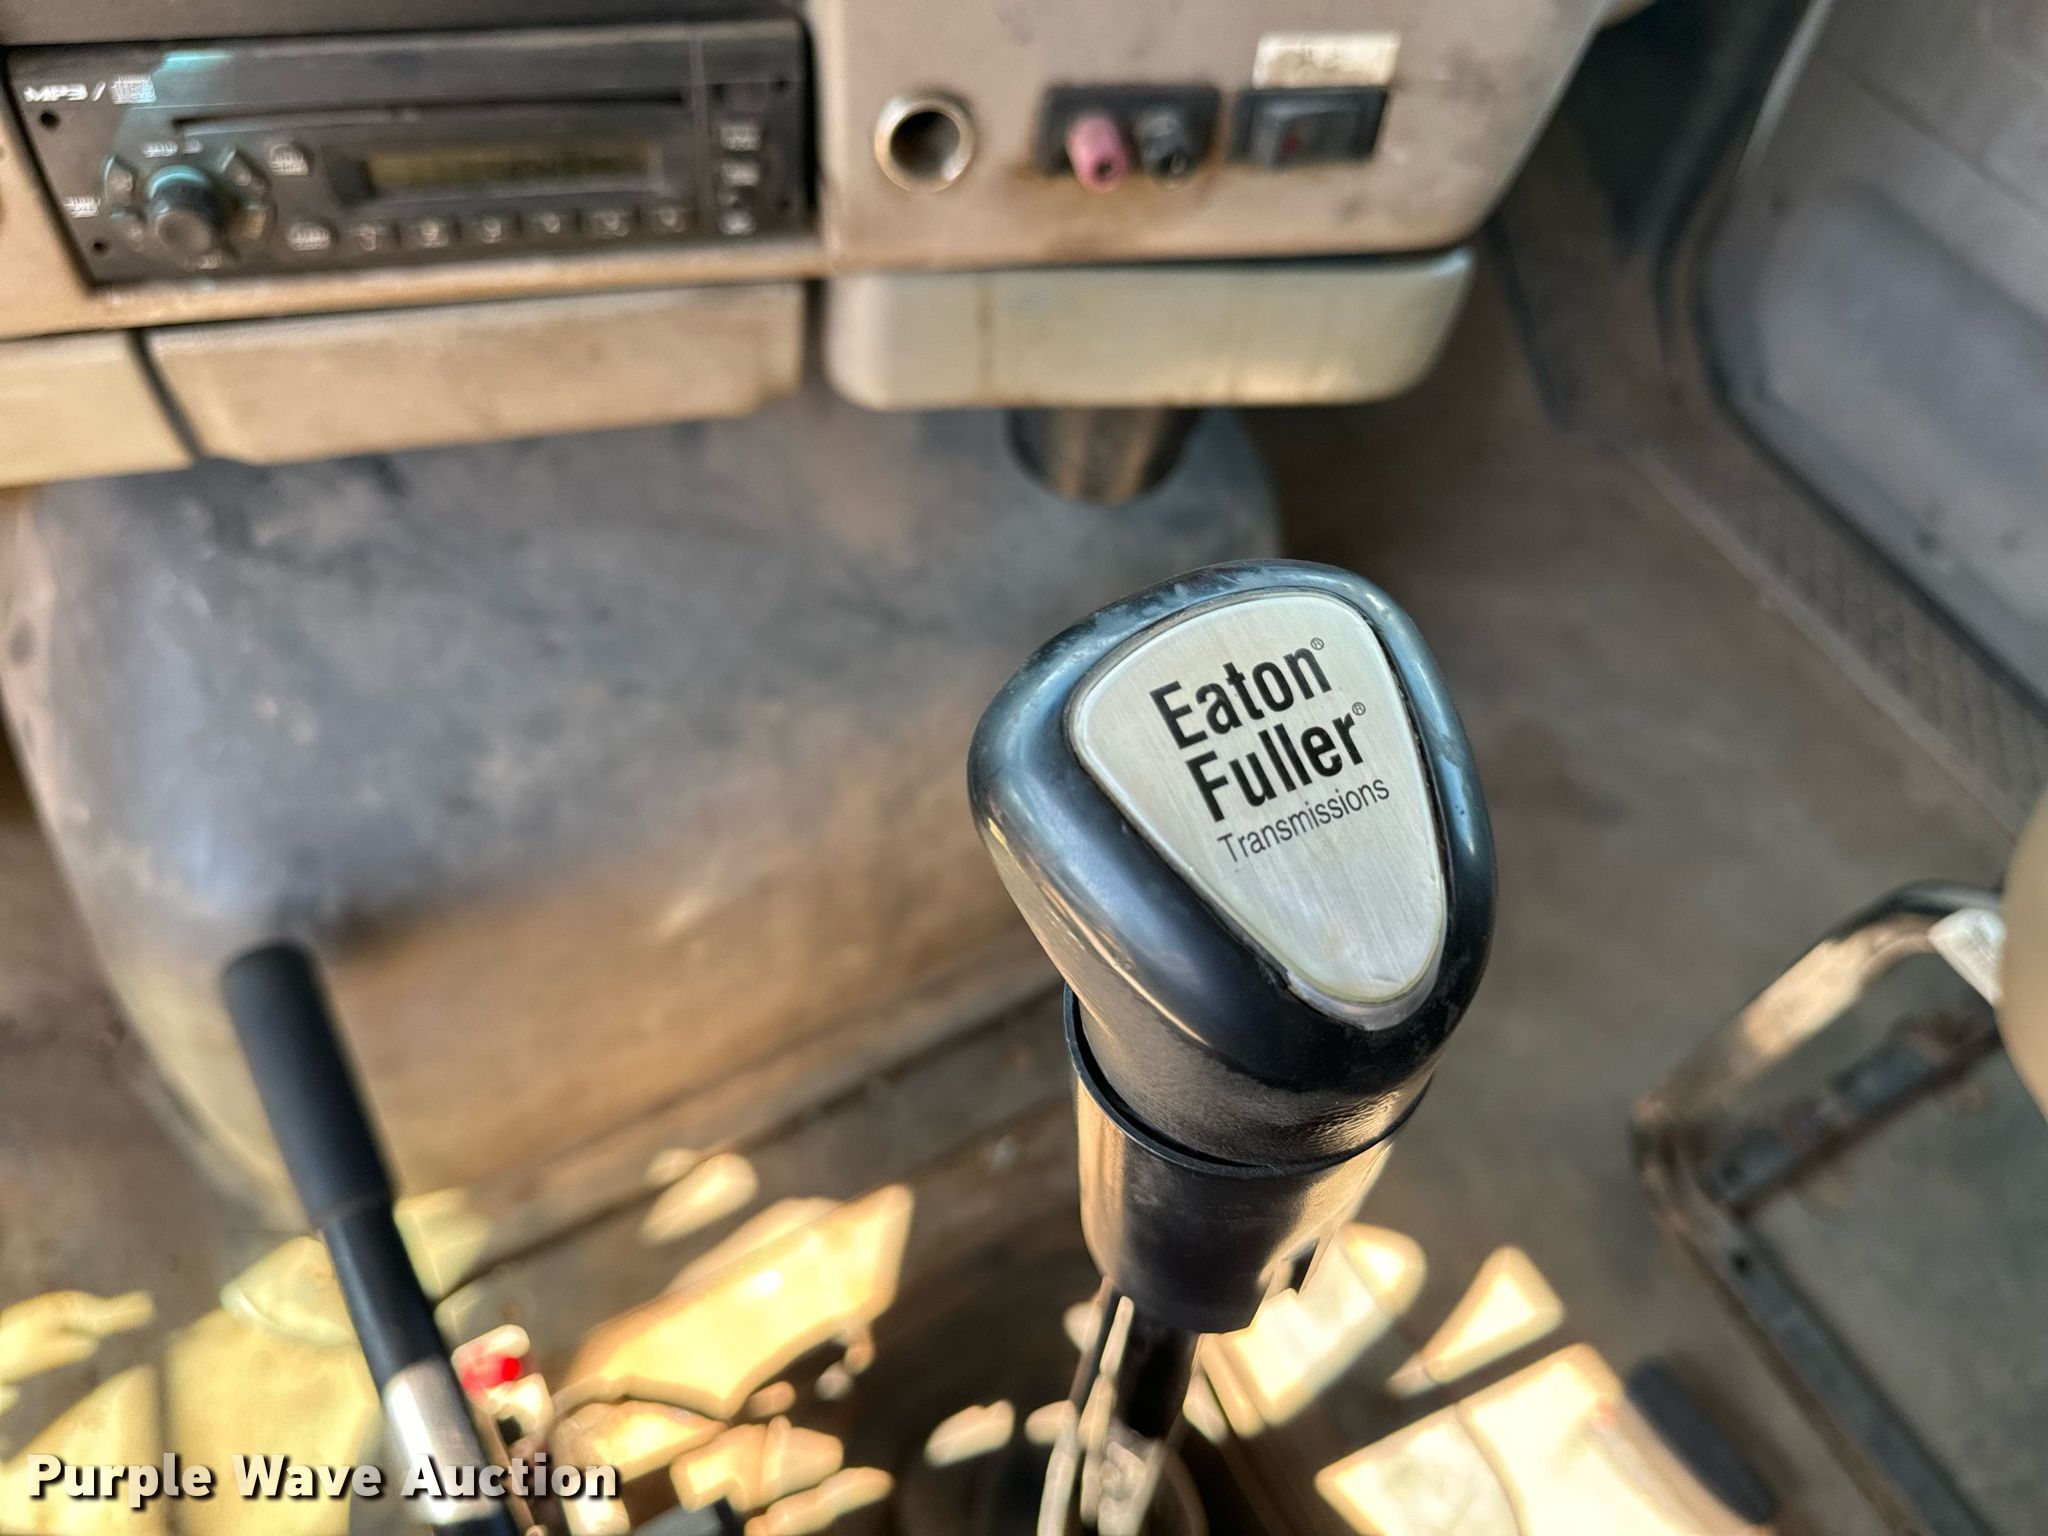 MP3 /
Eaton®
Fuller®
Transmissions
Purple Wave Auction